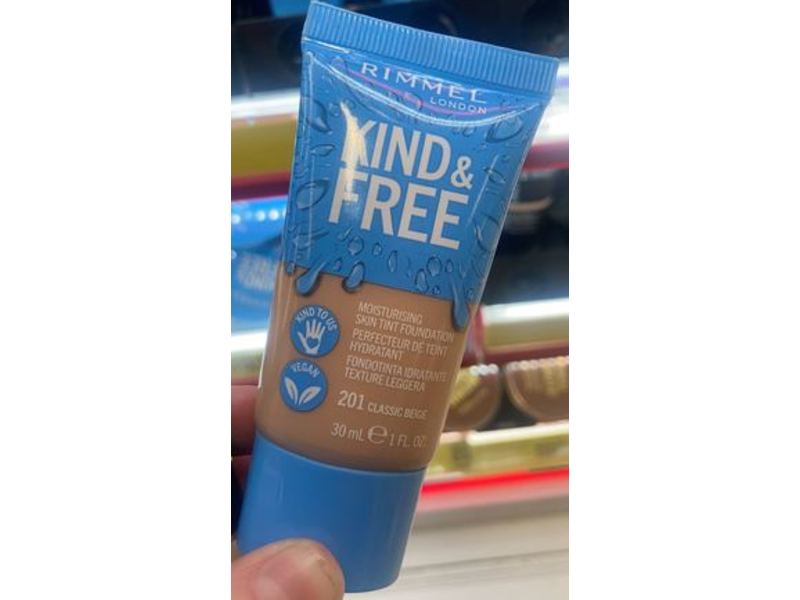 RIMMEL
LONDON
KIND &
FREE
MOISTURISING
SKIN TINT FOUNDATION
PERFECTEUR DE TEINT
HYDRATANT
FONDOTINTA IDRATANTE
TEXTURE LEGGERA
KIND TO US
VEGAN
201 CLASSIC BEIGE
30 mL ℮ 1 FL. OZ.